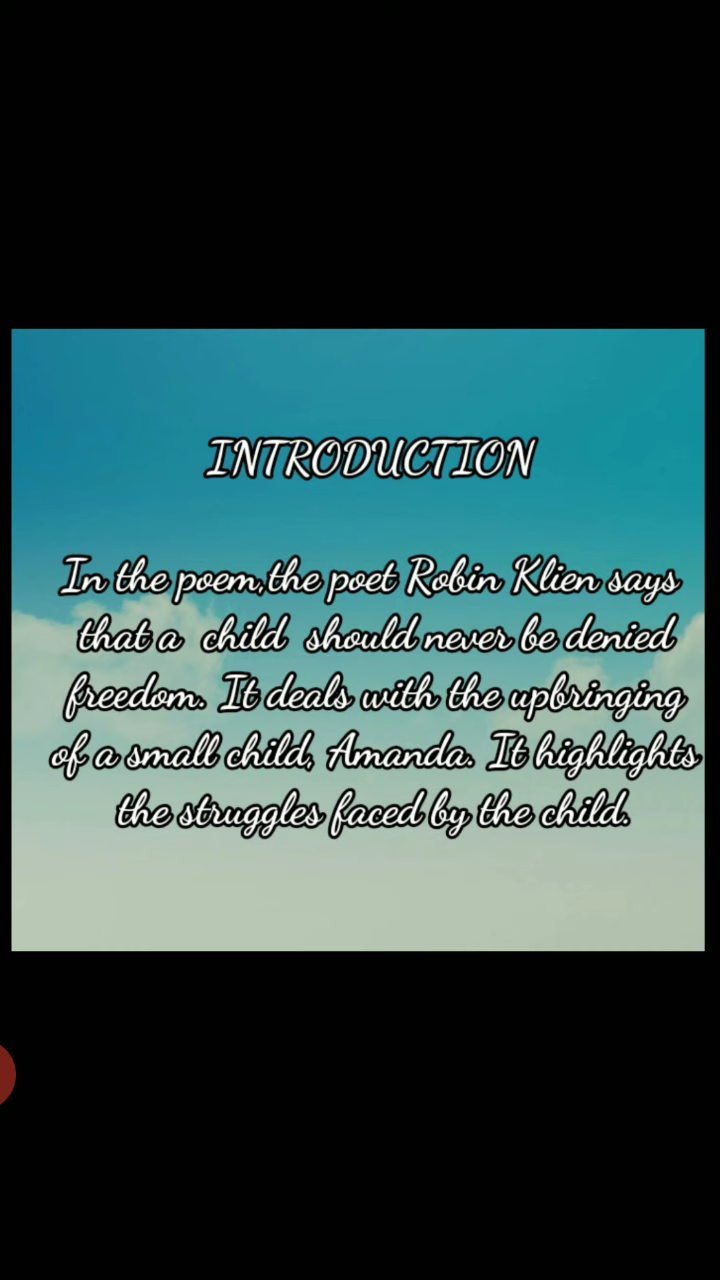 INTRODUCTION
In the poem,the poet Robin Klien says
that a child should never be denied
freedom. It deals with the upbringing
of a small child, Amanda. It highlights
the struggles faced by the child.